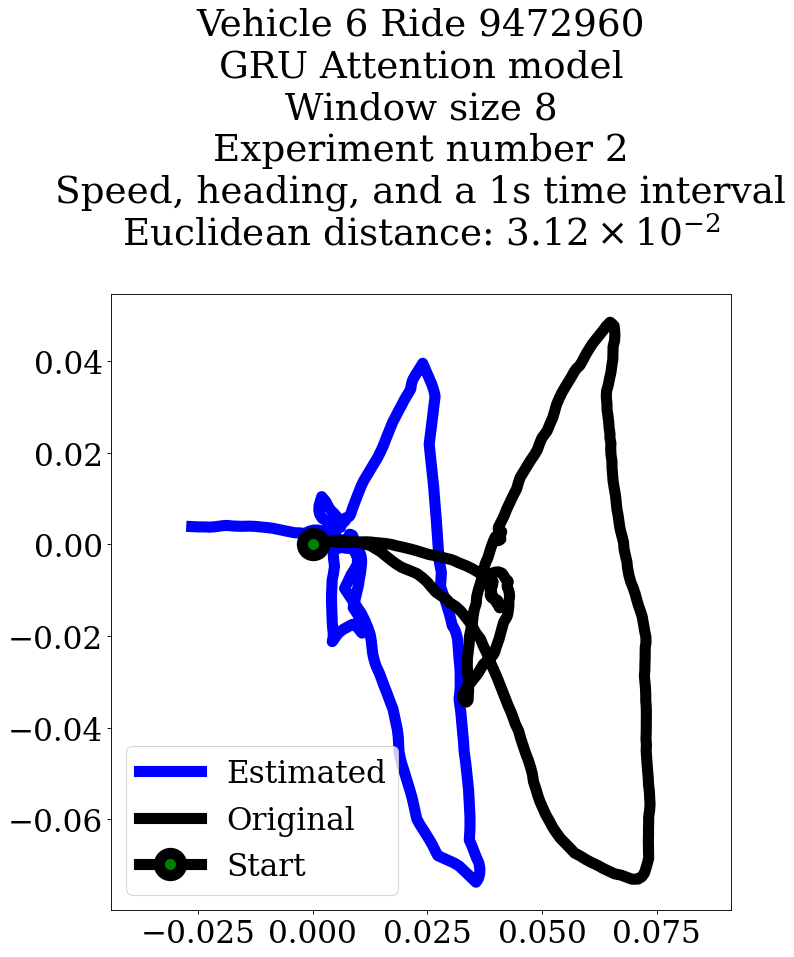 Vehicle 6 Ride 9472960
GRU Attention model
Window size 8
Experiment number 2
Speed, heading, and a 1s time interval
Euclidean distance: 3.12 × 10⁻²
0.04
0.02
0.00
−0.02
−0.04
−0.06
Estimated
Original
Start
−0.025 0.000 0.025 0.050 0.075